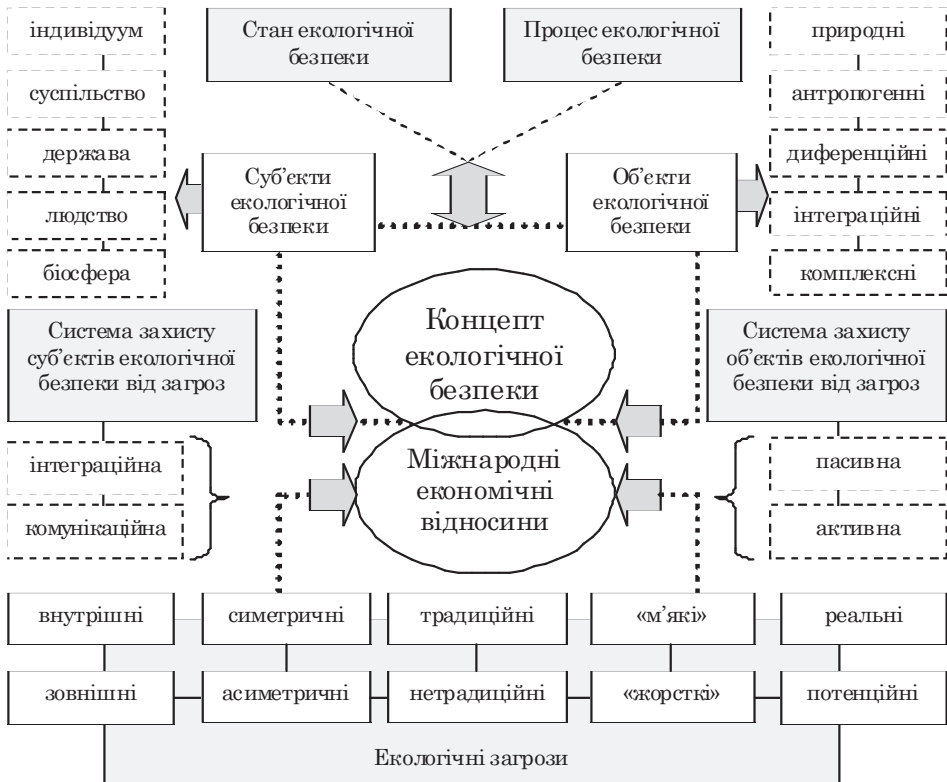 індивідуум
суспільство
держава
людство
біосфера
Стан екологічної
безпеки
Процес екологічної
безпеки
природні
антропогенні
диференційні
інтеграційні
комплексні
Суб’єкти
екологічної
безпеки
Об’єкти
екологічної
безпеки
Концепт
екологічної
безпеки
Міжнародні
економічні
відносини
Система захисту
суб’єктів екологічної
безпеки від загроз
Система захисту
об’єктів екологічної
безпеки від загроз
інтеграційна
комунікаційна
пасивна
активна
внутрішні
симетричні
традиційні
«м’які»
реальні
зовнішні
асиметричні
нетрадиційні
«жорсткі»
потенційні
Екологічні загрози